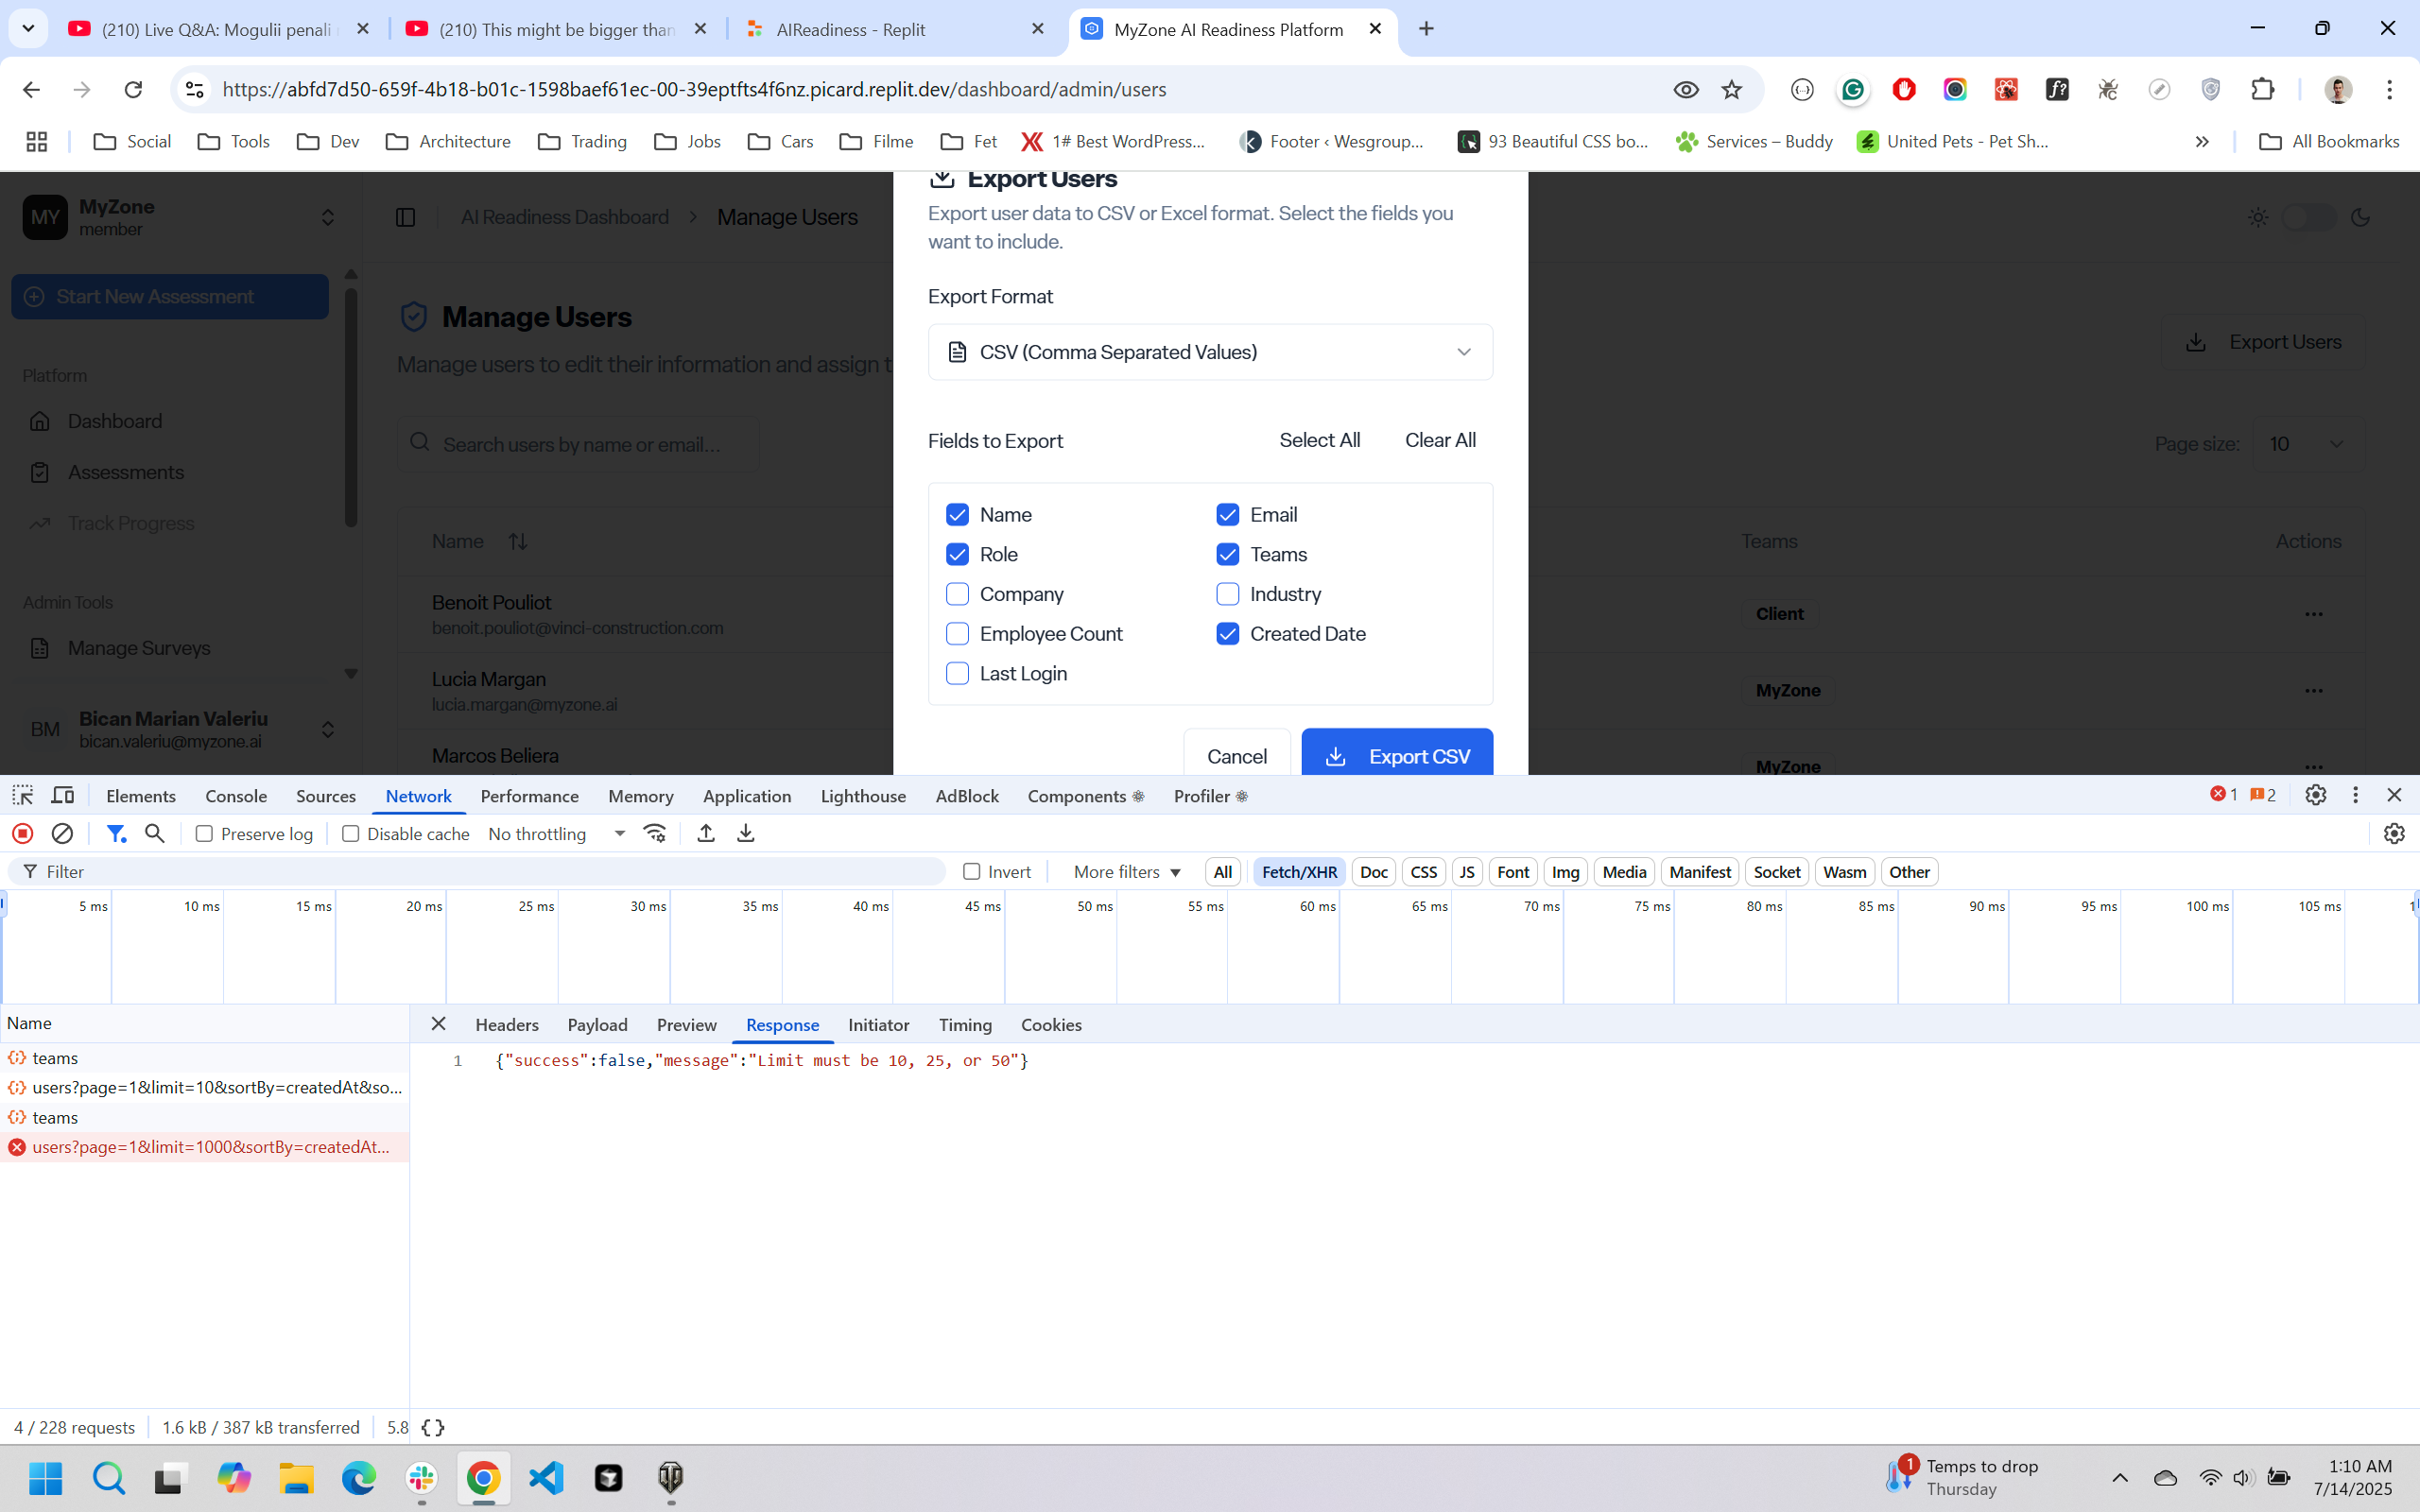 (210) Live Q&A: Mogulii penali
(210) This might be bigger than
AIReadiness - Replit
MyZone AI Readiness Platform
https://abfd7d50-659f-4b18-b01c-1598baef61ec-00-39eptfts4f6nz.picard.replit.dev/dashboard/admin/users
Social
Tools
Dev
Architecture
Trading
Jobs
Cars
Filme
Fet
1# Best WordPress...
Footer ‹ Wesgroup...
93 Beautiful CSS bo...
Services – Buddy
United Pets - Pet Sh...
All Bookmarks
MY
MyZone
member
AI Readiness Dashboard
Manage Users
Start New Assessment
Platform
Dashboard
Assessments
Track Progress
Admin Tools
Manage Surveys
BM
Bican Marian Valeriu
bican.valeriu@myzone.ai
Manage Users
Manage users to edit their information and assign t
Search users by name or email...
Name
Benoit Pouliot
benoit.pouliot@vinci-construction.com
Lucia Margan
lucia.margan@myzone.ai
Marcos Beliera
Export Users
Export user data to CSV or Excel format. Select the fields you
want to include.
Export Format
CSV (Comma Separated Values)
Fields to Export
Select All
Clear All
Name
Email
Role
Teams
Company
Industry
Employee Count
Created Date
Last Login
Cancel
Export CSV
Export Users
Page size:
10
Teams
Actions
Client
MyZone
MyZone
Elements
Console
Sources
Network
Performance
Memory
Application
Lighthouse
AdBlock
Components
Profiler
1
2
Preserve log
Disable cache
No throttling
Filter
Invert
More filters
All
Fetch/XHR
Doc
CSS
JS
Font
Img
Media
Manifest
Socket
Wasm
Other
5 ms
10 ms
15 ms
20 ms
25 ms
30 ms
35 ms
40 ms
45 ms
50 ms
55 ms
60 ms
65 ms
70 ms
75 ms
80 ms
85 ms
90 ms
95 ms
100 ms
105 ms
Name
Headers
Payload
Preview
Response
Initiator
Timing
Cookies
teams
users?page=1&limit=10&sortBy=createdAt&so...
teams
users?page=1&limit=1000&sortBy=createdAt...
1
{"success":false,"message":"Limit must be 10, 25, or 50"}
4 / 228 requests
1.6 kB / 387 kB transferred
5.8
{ }
1
Temps to drop
Thursday
1:10 AM
7/14/2025